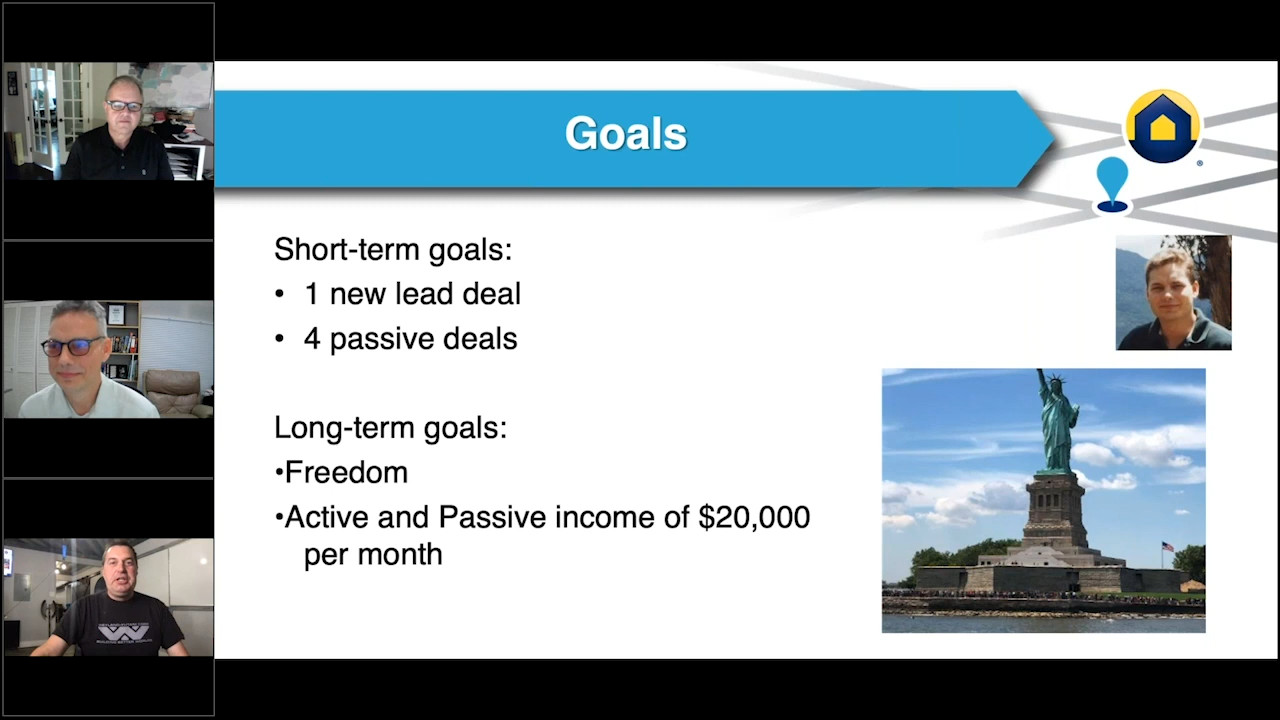 Goals
®
Short-term goals:
• 1 new lead deal
• 4 passive deals
Long-term goals:
•Freedom
•Active and Passive income of $20,000
per month